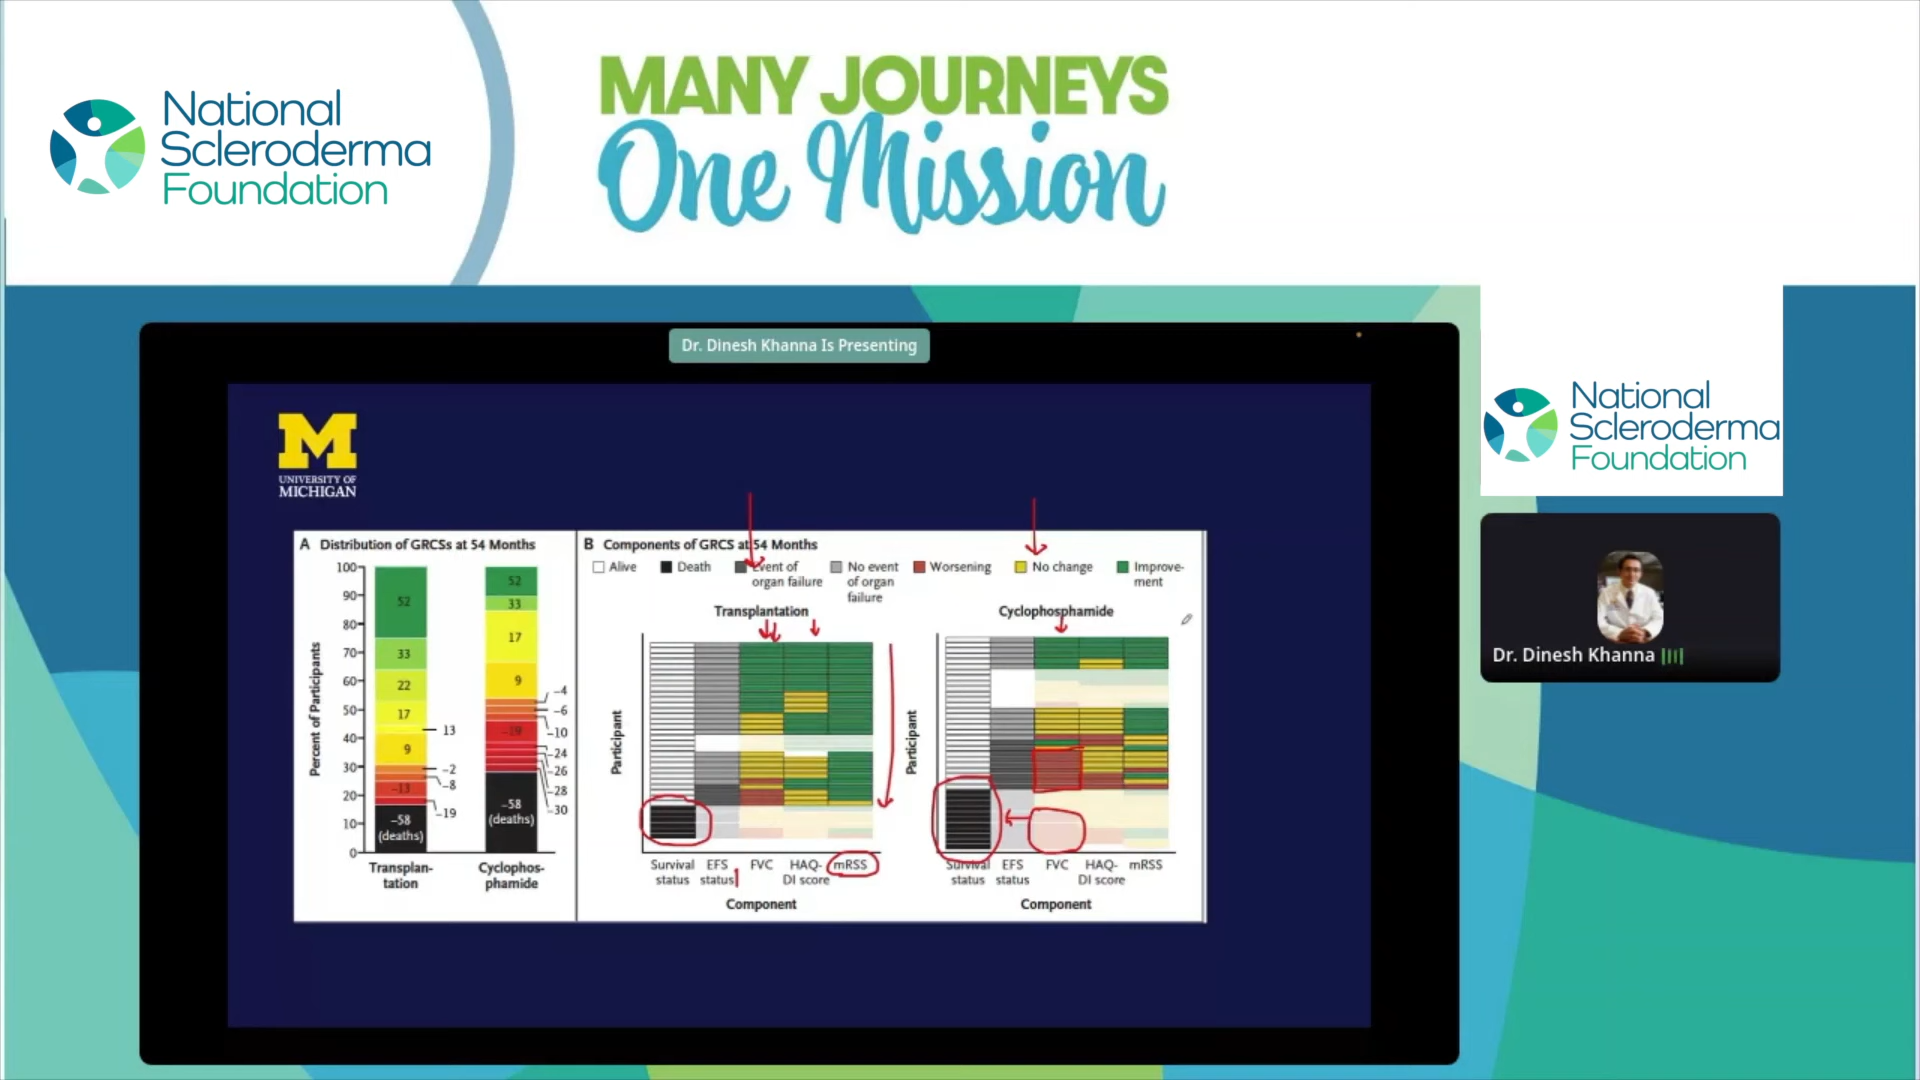 National
Scleroderma
Foundation
MANY JOURNEYS
One Mission
Dr. Dinesh Khanna Is Presenting
National
Scleroderma
Foundation
Dr. Dinesh Khanna
M
UNIVERSITY OF
MICHIGAN
A Distribution of GRCSs at 54 Months
Percent of Participants
100
90
80
70
60
50
40
30
20
10
0
52
33
22
17
13
9
–2
–8
–13
–19
–58
(deaths)
Transplan-
tation
52
33
17
9
–4
–6
–10
–19
–24
–26
–28
–30
–58
(deaths)
Cyclophos-
phamide
B Components of GRCS at 54 Months
Alive
Death
Event of
organ failure
No event
of organ
failure
Worsening
No change
Improve-
ment
Transplantation
Participant
Survival
status
EFS
status
FVC
HAQ-
DI score
mRSS
Component
Cyclophosphamide
Participant
Survival
status
EFS
status
FVC
HAQ-
DI score
mRSS
Component